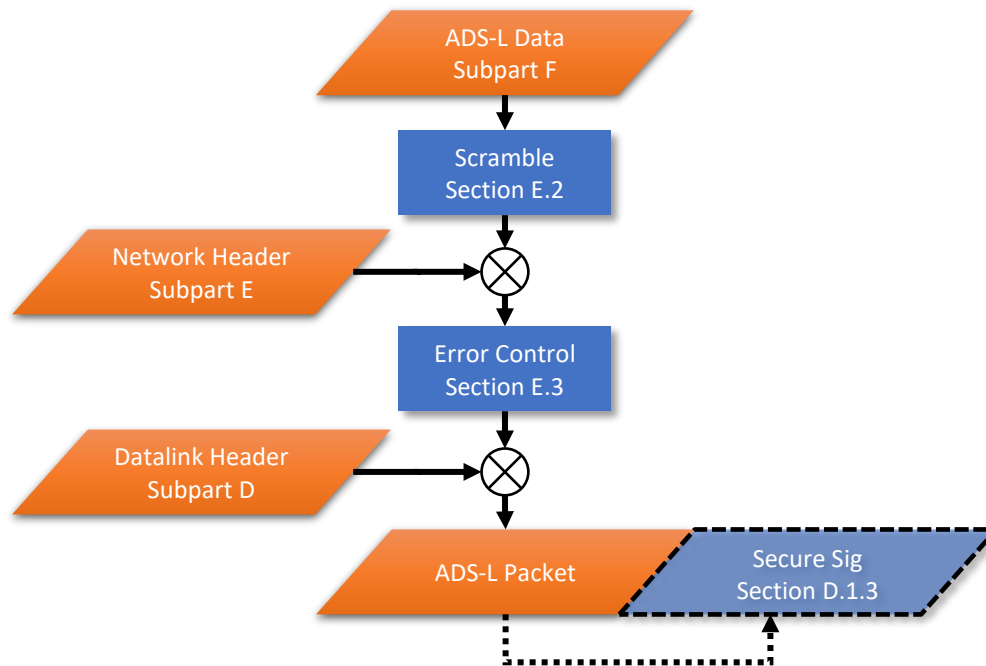 ADS-L Data
Subpart F
Scramble
Section E.2
Network Header
Subpart E
Error Control
Section E.3
Datalink Header
Subpart D
ADS-L Packet
Secure Sig
Section D.1.3